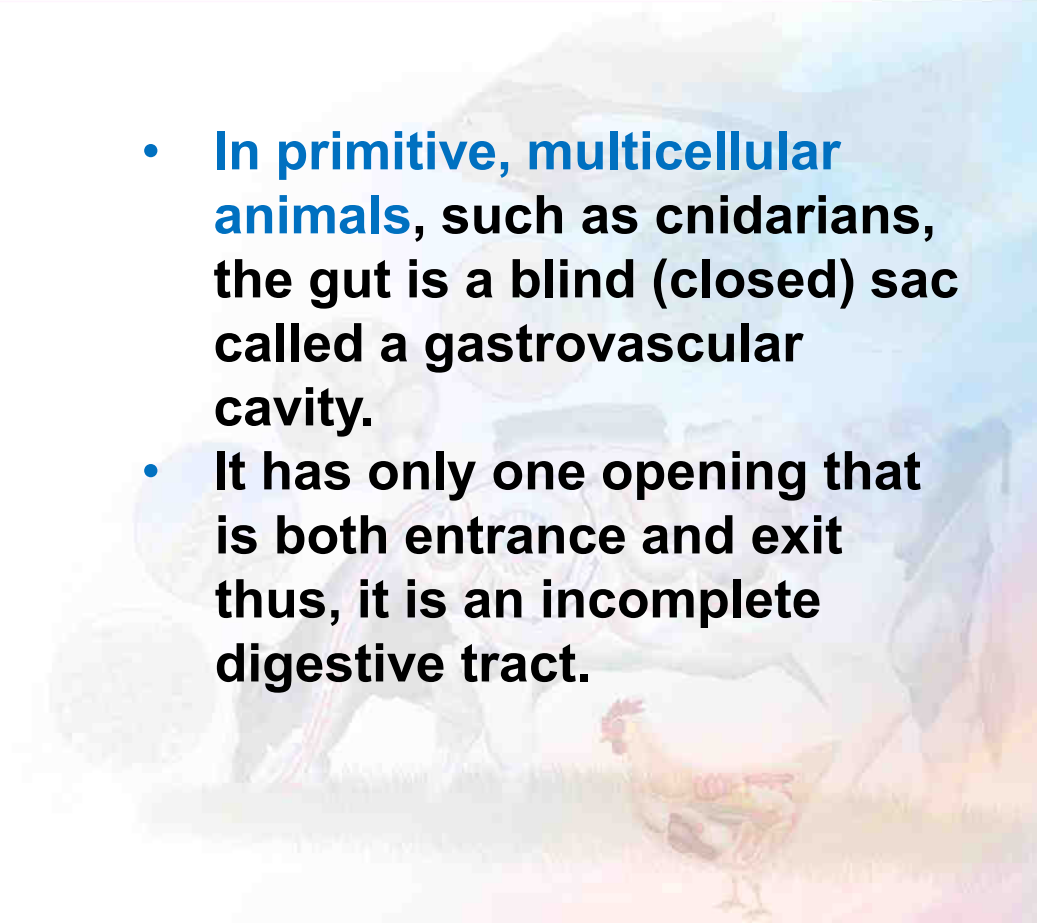 • In primitive, multicellular
animals, such as cnidarians,
the gut is a blind (closed) sac
called a gastrovascular
cavity.
• It has only one opening that
is both entrance and exit
thus, it is an incomplete
digestive tract.